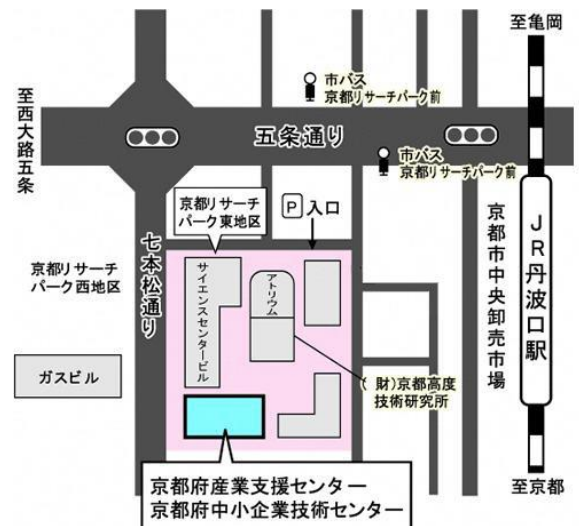 至亀岡
市バス
京都リサーチパーク前
至西大路五条
五条通り
市バス
京都リサーチパーク前
京都リサーチ
パーク東地区
P 入口
七本松通り
京都リサーチ
パーク西地区
サイエンスセンタービル
アトリウム
京都市中央卸売市場
JR丹波口駅
ガスビル
(財)京都高度
技術研究所
京都府産業支援センター
京都府中小企業技術センター
至京都